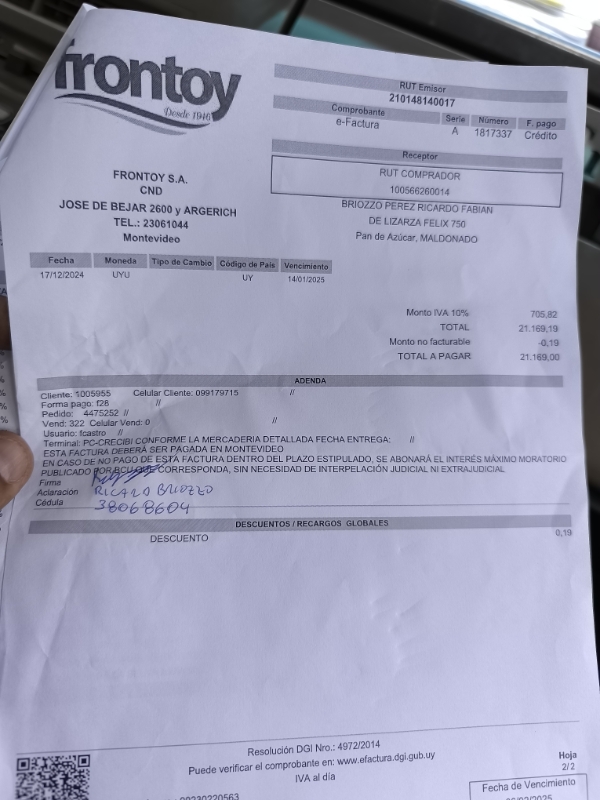 frontoy
Desde 1946
RUT Emisor
210148140017
Comprobante Serie Número F. pago
e-Factura A 1817337 Crédito
Receptor
RUT COMPRADOR
100566260014
BRIOZZO PEREZ RICARDO FABIAN
DE LIZARZA FELIX 750
Pan de Azúcar, MALDONADO
FRONTOY S.A.
CND
JOSE DE BEJAR 2600 y ARGERICH
TEL.: 23061044
Montevideo
Fecha Moneda Tipo de Cambio Código de País Vencimiento
17/12/2024 UYU UY 14/01/2025
Monto IVA 10% 705,82
TOTAL 21.169,19
Monto no facturable -0,19
TOTAL A PAGAR 21.169,00
ADENDA
Cliente: 1005955 Celular Cliente: 099179715 //
Forma pago: f28 //
Pedido: 4475252 //
Vend: 322 Celular Vend: 0 //
Usuario: fcastro //
Terminal: PC-CRECIBI CONFORME LA MERCADERIA DETALLADA FECHA ENTREGA: //
ESTA FACTURA DEBERÁ SER PAGADA EN MONTEVIDEO
EN CASO DE NO PAGO DE ESTA FACTURA DENTRO DEL PLAZO ESTIPULADO, SE ABONARÁ EL INTERÉS MÁXIMO MORATORIO
PUBLICADO POR BCU QUE CORRESPONDA, SIN NECESIDAD DE INTERPELACIÓN JUDICIAL NI EXTRAJUDICIAL
Firma
Aclaración RICARO BRIOZZO
Cédula 38068604
DESCUENTOS / RECARGOS GLOBALES
DESCUENTO 0,19
Resolución DGI Nro.: 4972/2014
Puede verificar el comprobante en: www.efactura.dgi.gub.uy
IVA al día
Hoja
2/2
Fecha de Vencimiento